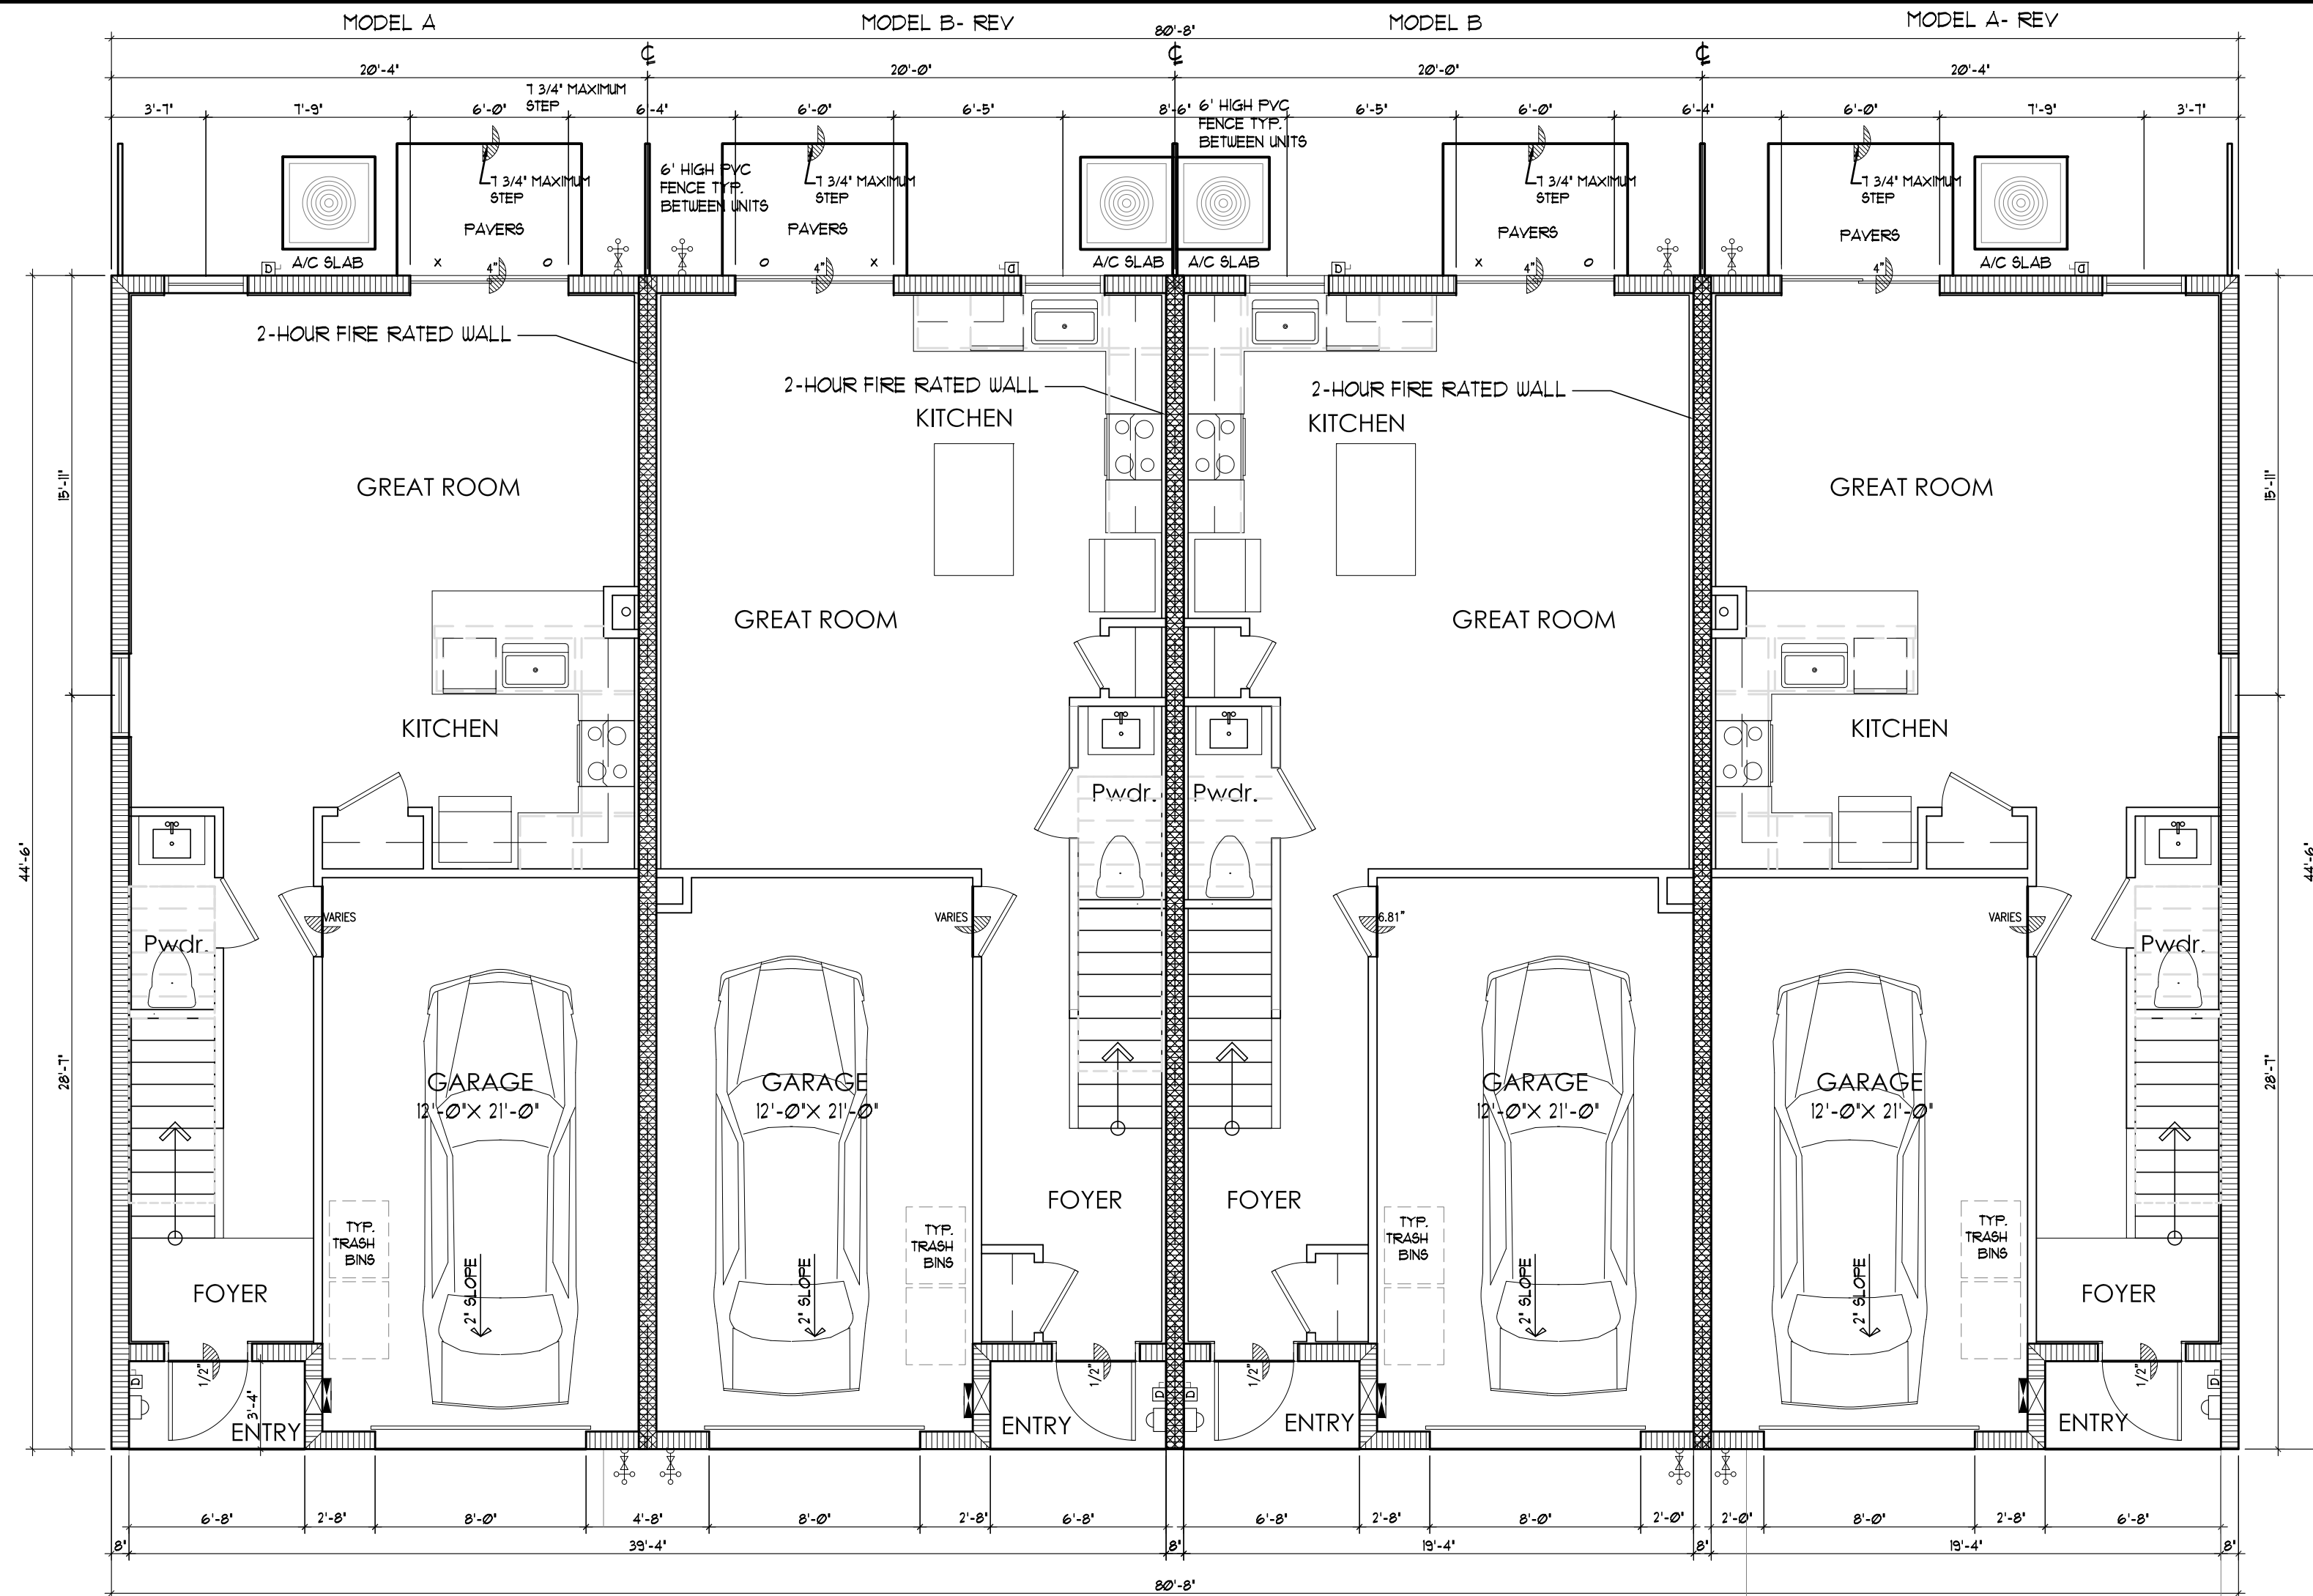 MODEL A
MODEL B- REV
MODEL B
MODEL A- REV
80'-8"
℄
℄
℄
20'-4"
20'-0"
20'-0"
20'-4"
7 3/4" MAXIMUM
STEP
3'-7"
7'-9"
6'-0"
6'-4"
6'-0"
6'-5"
8'-6"
6'-5"
6'-0"
6'-4"
6'-0"
7'-9"
3'-7"
6' HIGH PVC
FENCE TYP.
BETWEEN UNITS
6' HIGH PVC
FENCE TYP.
BETWEEN UNITS
7 3/4" MAXIMUM
STEP
7 3/4" MAXIMUM
STEP
7 3/4" MAXIMUM
STEP
7 3/4" MAXIMUM
STEP
PAVERS
PAVERS
PAVERS
PAVERS
D
A/C SLAB
X
4"
O
O
4"
X
D
A/C SLAB
A/C SLAB
D
X
4"
O
4"
A/C SLAB
D
2-HOUR FIRE RATED WALL
2-HOUR FIRE RATED WALL
2-HOUR FIRE RATED WALL
KITCHEN
KITCHEN
GREAT ROOM
GREAT ROOM
15'-11"
15'-11"
GREAT ROOM
GREAT ROOM
KITCHEN
KITCHEN
Pwdr.
Pwdr.
44'-6"
44'-6"
VARIES
VARIES
6.81"
VARIES
Pwdr.
Pwdr.
28'-7"
28'-7"
GARAGE
12'-0"X 21'-0"
GARAGE
12'-0"X 21'-0"
GARAGE
12'-0"X 21'-0"
GARAGE
12'-0"X 21'-0"
FOYER
FOYER
TYP.
TRASH
BINS
TYP.
TRASH
BINS
TYP.
TRASH
BINS
TYP.
TRASH
BINS
2" SLOPE
2" SLOPE
2" SLOPE
2" SLOPE
FOYER
FOYER
1/2"
1/2"
1/2"
1/2"
D
D
D
D
3'-4"
ENTRY
ENTRY
ENTRY
ENTRY
6'-8"
2'-8"
8'-0"
4'-8"
8'-0"
2'-8"
6'-8"
6'-8"
2'-8"
8'-0"
2'-0"
2'-0"
8'-0"
2'-8"
6'-8"
8"
39'-4"
8"
19'-4"
8"
19'-4"
8"
80'-8"